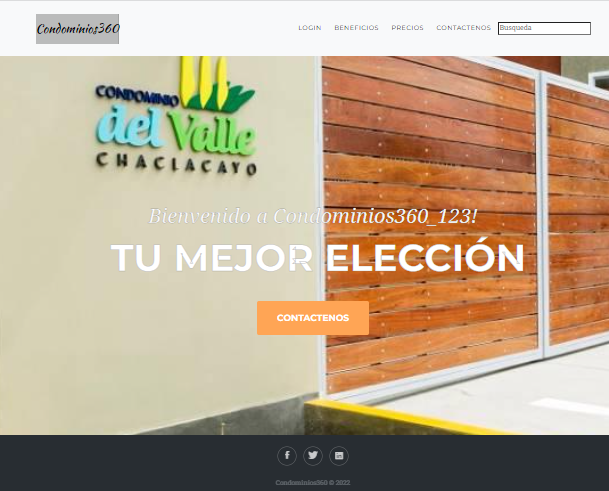 Condominios360
LOGIN BENEFICIOS PRECIOS CONTACTENOS Busqueda
CONDOMINIO
del Valle
CHACLACAYO
Bienvenido a Condominios360_123!
TU MEJOR ELECCIÓN
CONTACTENOS
Condominios360 © 2022